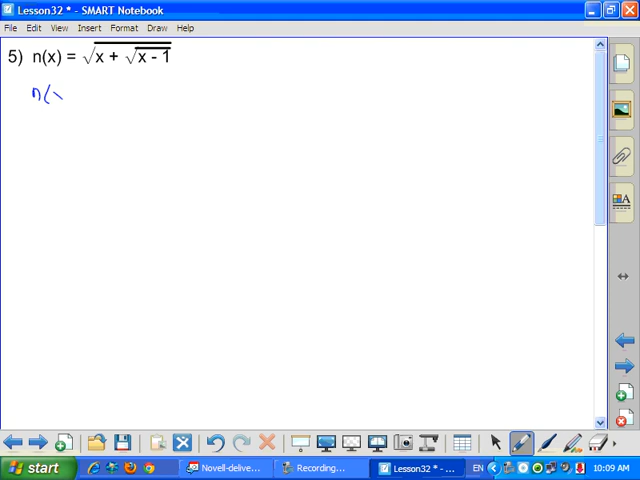 Lesson32 * - SMART Notebook
File Edit View Insert Format Draw Help
5) n(x) = √x + √x - 1
n(
start
Novell-delive...
Recording...
Lesson32 * - ...
EN
10:09 AM